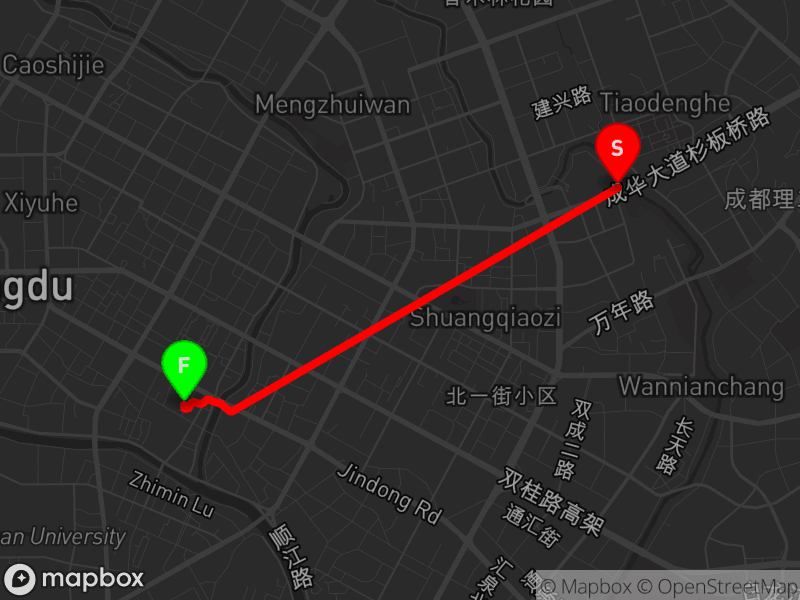 Caoshijie
Mengzhuiwan
建兴路
Tiaodenghe
成华大道杉板桥路
S
Xiyuhe
成都理
gdu
Shuangqiaozi
万年路
F
北一街小区
Wannianchang
双成三路
长天路
Zhimin Lu
Jindong Rd
双桂路高架
通汇街
an University
顺江路
mapbox
© Mapbox © OpenStreetMap